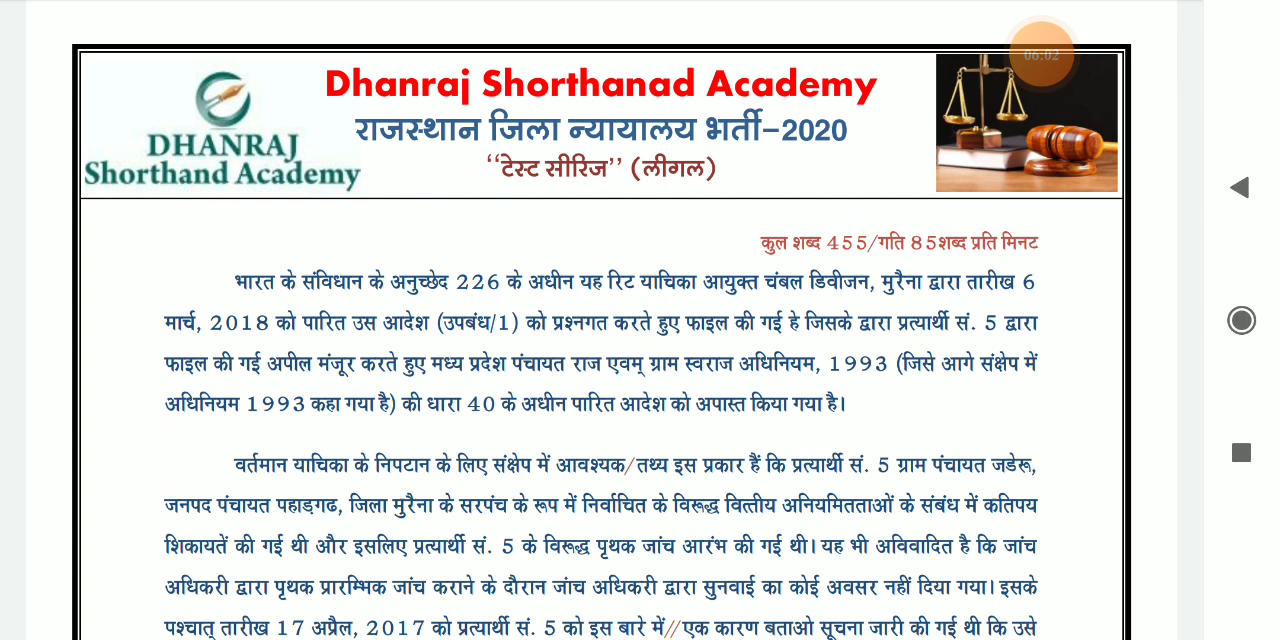 06:02
DHANRAJ
Shorthand Academy
Dhanraj Shorthanad Academy
राजस्थान जिला न्यायालय भर्ती–2020
“टेस्ट सीरिज” (लीगल)
कुल शब्द 455/गति 85शब्द प्रति मिनट
भारत के संविधान के अनुच्छेद 226 के अधीन यह रिट याचिका आयुक्त चंबल डिवीजन, मुरैना द्वारा तारीख 6
मार्च, 2018 को पारित उस आदेश (उपबंध/1) को प्रश्नगत करते हुए फाइल की गई हे जिसके द्वारा प्रत्यार्थी सं. 5 द्वारा
फाइल की गई अपील मंजूर करते हुए मध्य प्रदेश पंचायत राज एवम् ग्राम स्वराज अधिनियम, 1993 (जिसे आगे संक्षेप में
अधिनियम 1993 कहा गया है) की धारा 40 के अधीन पारित आदेश को अपास्त किया गया है।
वर्तमान याचिका के निपटान के लिए संक्षेप में आवश्यक/तथ्य इस प्रकार हैं कि प्रत्यार्थी सं. 5 ग्राम पंचायत जडेरू,
जनपद पंचायत पहाड़गढ, जिला मुरैना के सरपंच के रूप में निर्वाचित के विरूद्ध वित्तीय अनियमितताओं के संबंध में कतिपय
शिकायतें की गई थी और इसलिए प्रत्यार्थी सं. 5 के विरूद्ध पृथक जांच आरंभ की गई थी। यह भी अविवादित है कि जांच
अधिकरी द्वारा पृथक प्रारम्भिक जांच कराने के दौरान जांच अधिकरी द्वारा सुनवाई का कोई अवसर नहीं दिया गया। इसके
पश्चात् तारीख 17 अप्रैल, 2017 को प्रत्यार्थी सं. 5 को इस बारे में//एक कारण बताओ सूचना जारी की गई थी कि उसे